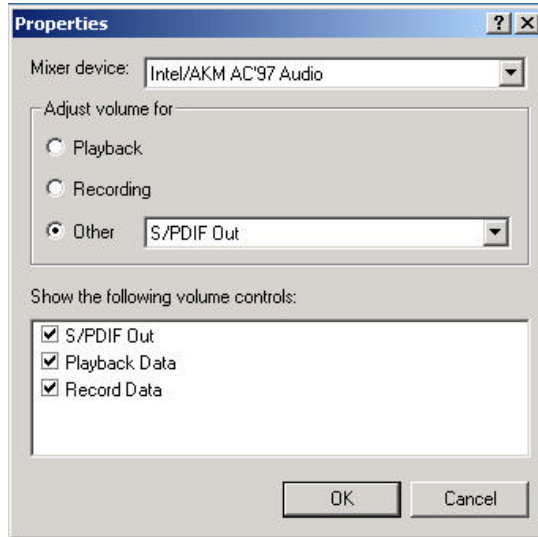 Properties
Mixer device: Intel/AKM AC'97 Audio
Adjust volume for
Playback
Recording
Other S/PDIF Out
Show the following volume controls:
S/PDIF Out
Playback Data
Record Data
OK Cancel